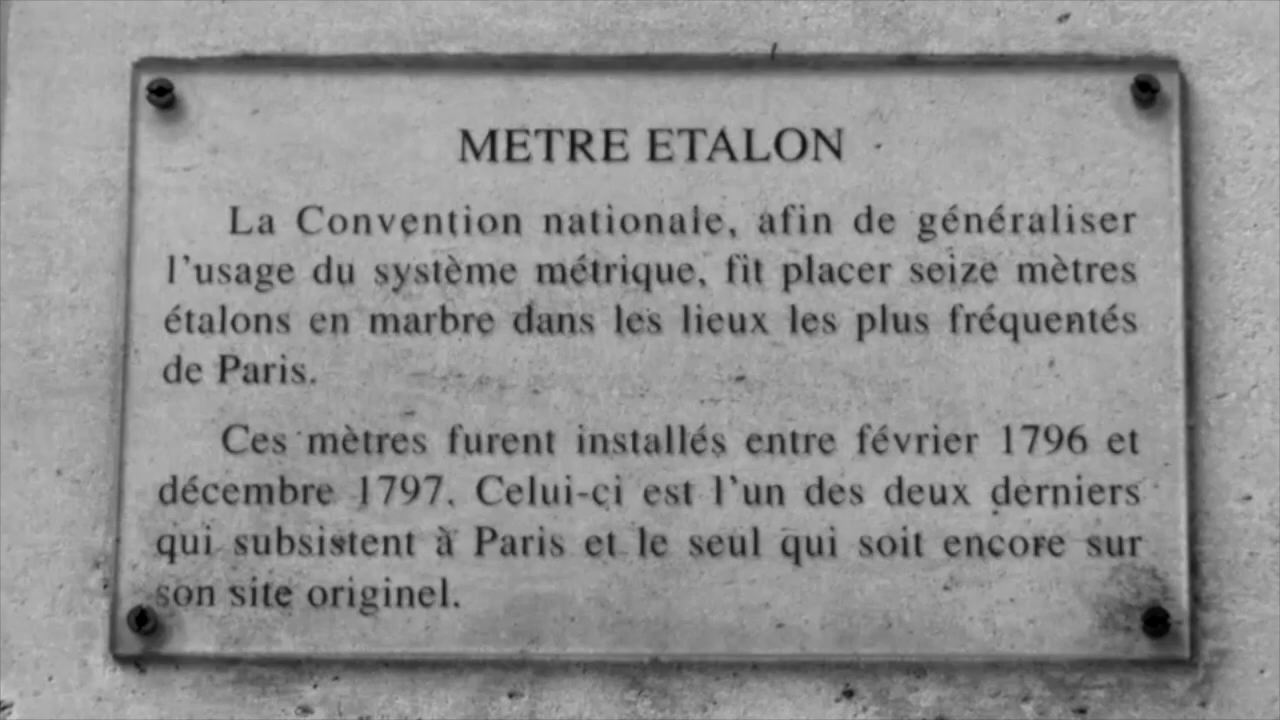 METRE ETALON
La Convention nationale, afin de généraliser
l'usage du système métrique, fit placer seize mètres
étalons en marbre dans les lieux les plus fréquentés
de Paris.
Ces mètres furent installés entre février 1796 et
décembre 1797. Celui-çi est l'un des deux derniers
qui subsistent à Paris et le seul qui soit encore sur
son site originel.